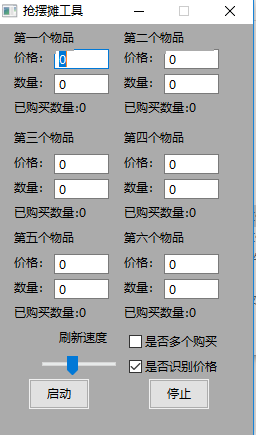 抢摆摊工具
第一个物品 第二个物品
价格: 0 价格: 0
数量: 0 数量: 0
已购买数量:0 已购买数量:0
第三个物品 第四个物品
价格: 0 价格: 0
数量: 0 数量: 0
已购买数量:0 已购买数量:0
第五个物品 第六个物品
价格: 0 价格: 0
数量: 0 数量: 0
已购买数量:0 已购买数量:0
刷新速度 是否多个购买
是否识别价格
启动 停止